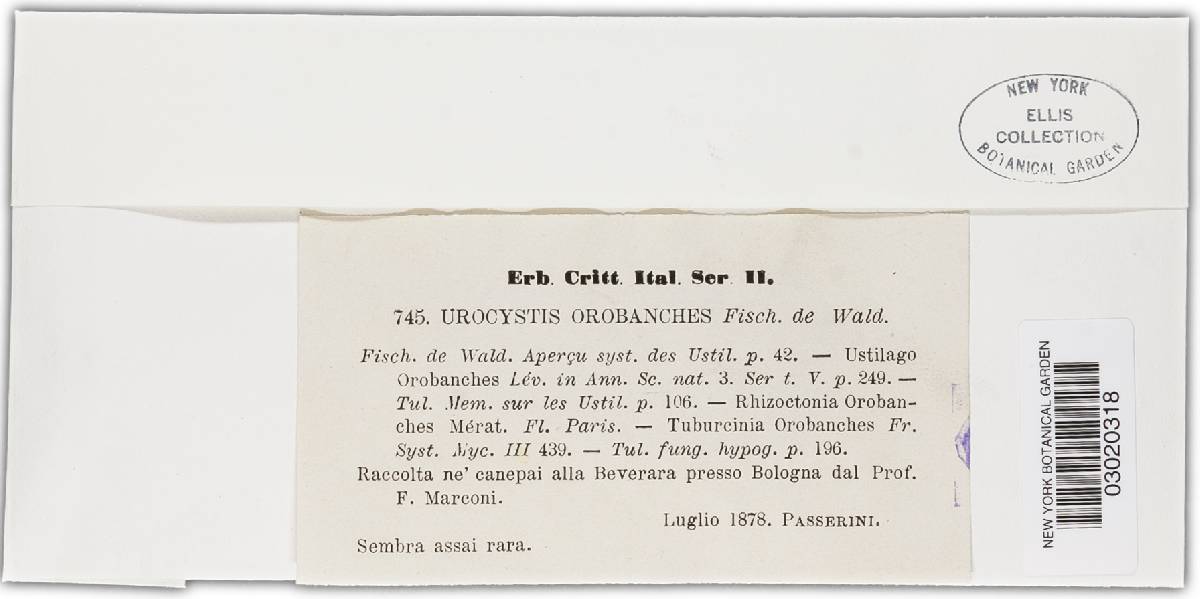 NEW YORK
ELLIS
COLLECTION
BOTANICAL GARDEN
Erb. Critt. Ital. Ser. II.
745. UROCYSTIS OROBANCHES Fisch. de Wald.
Fisch. de Wald. Aperçu syst. des Ustil. p. 42. — Ustilago
Orobanches Lév. in Ann. Sc. nat. 3. Ser t. V. p. 249. —
Tul. Mem. sur les Ustil. p. 106. — Rhizoctonia Oroban-
ches Mérat. Fl. Paris. — Tuburcinia Orobanches Fr.
Syst. Myc. III 439. — Tul. fung. hypog. p. 196.
Raccolta ne' canepai alla Beverara presso Bologna dal Prof.
F. Marconi.
Luglio 1878. PASSERINI.
Sembra assai rara.
NEW YORK BOTANICAL GARDEN
03020318